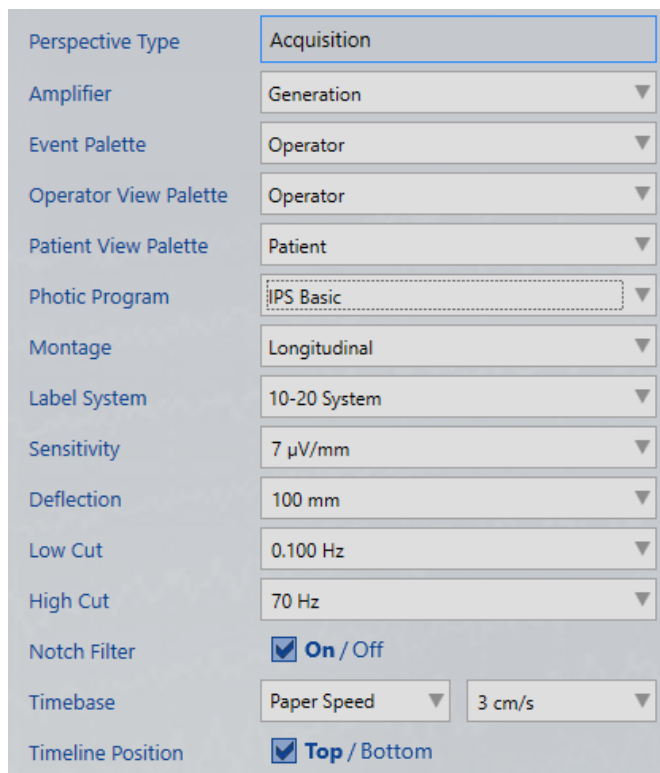 Perspective Type Acquisition
Amplifier Generation
Event Palette Operator
Operator View Palette Operator
Patient View Palette Patient
Photic Program IPS Basic
Montage Longitudinal
Label System 10-20 System
Sensitivity 7 µV/mm
Deflection 100 mm
Low Cut 0.100 Hz
High Cut 70 Hz
Notch Filter On / Off
Timebase Paper Speed 3 cm/s
Timeline Position Top / Bottom